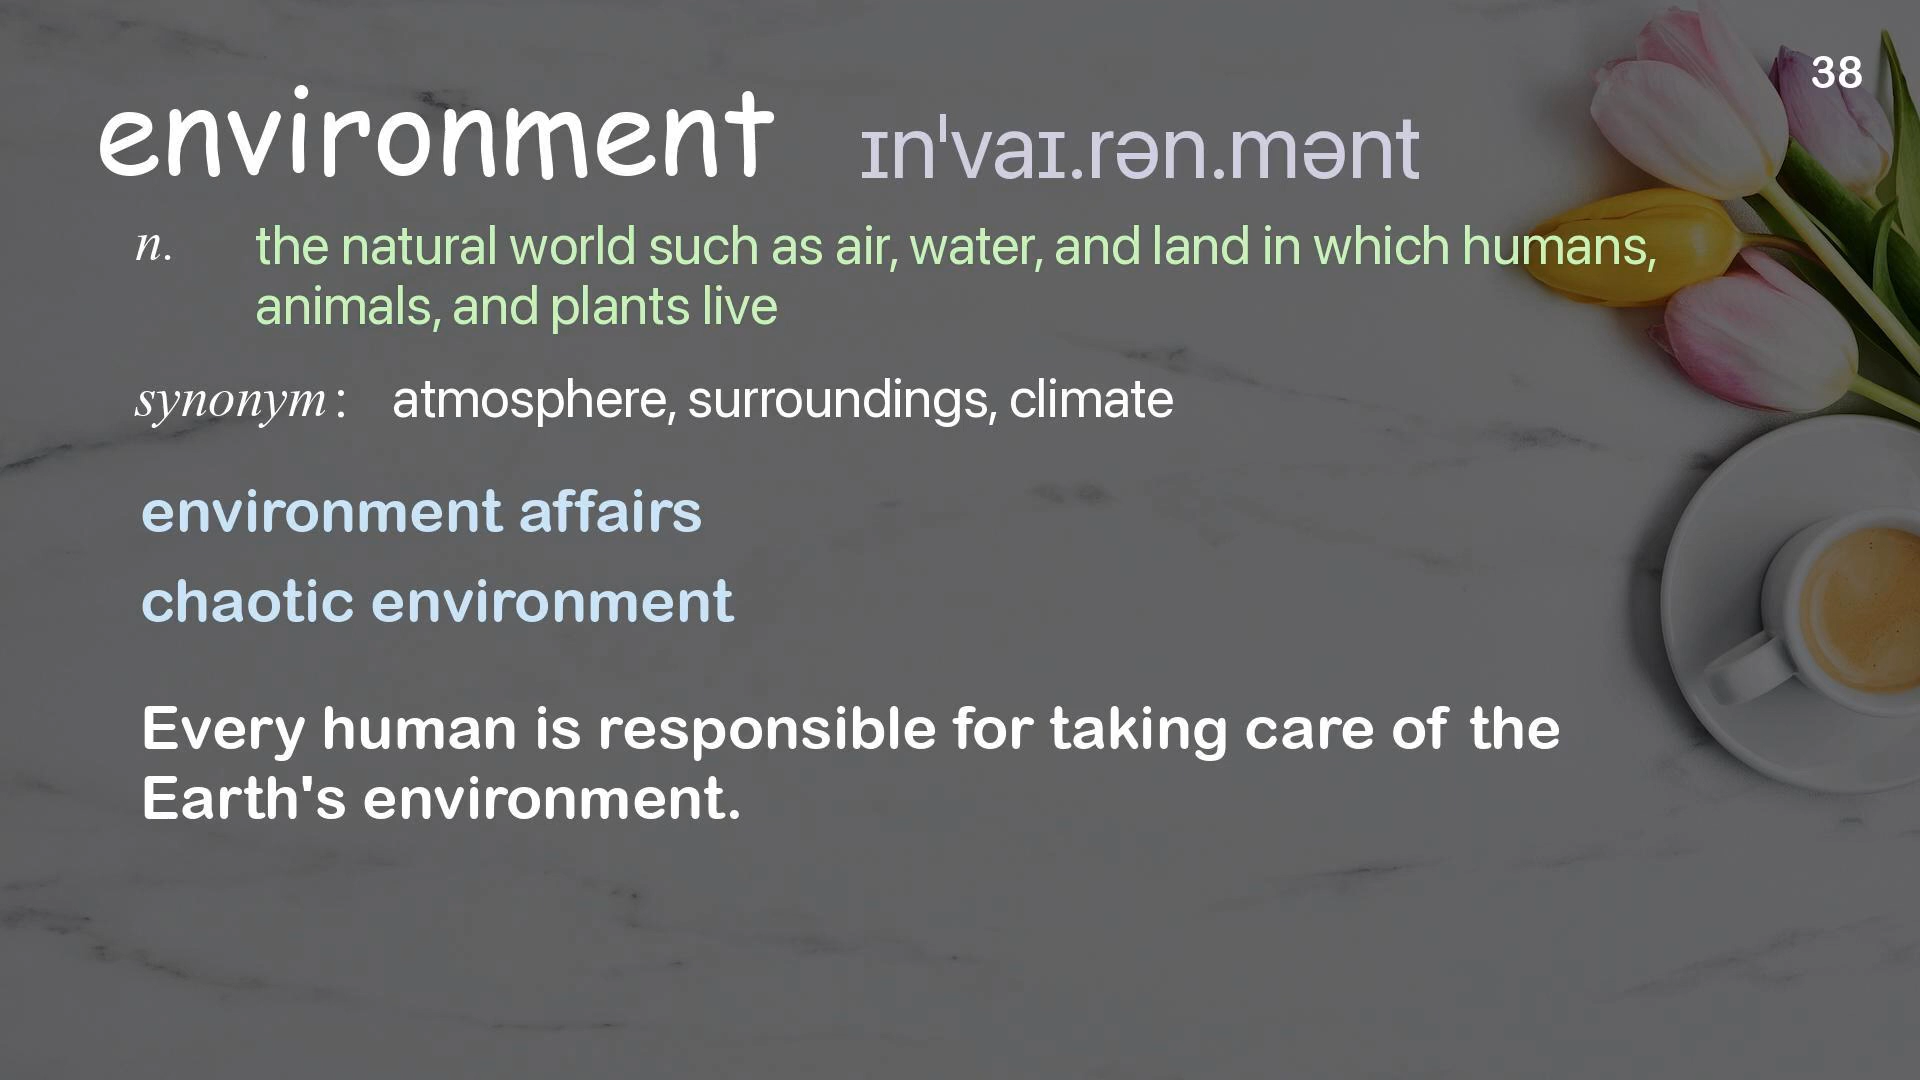 38
environment ɪnˈvaɪ.rən.mənt
n. the natural world such as air, water, and land in which humans,
animals, and plants live
synonym : atmosphere, surroundings, climate
environment affairs
chaotic environment
Every human is responsible for taking care of the
Earth's environment.